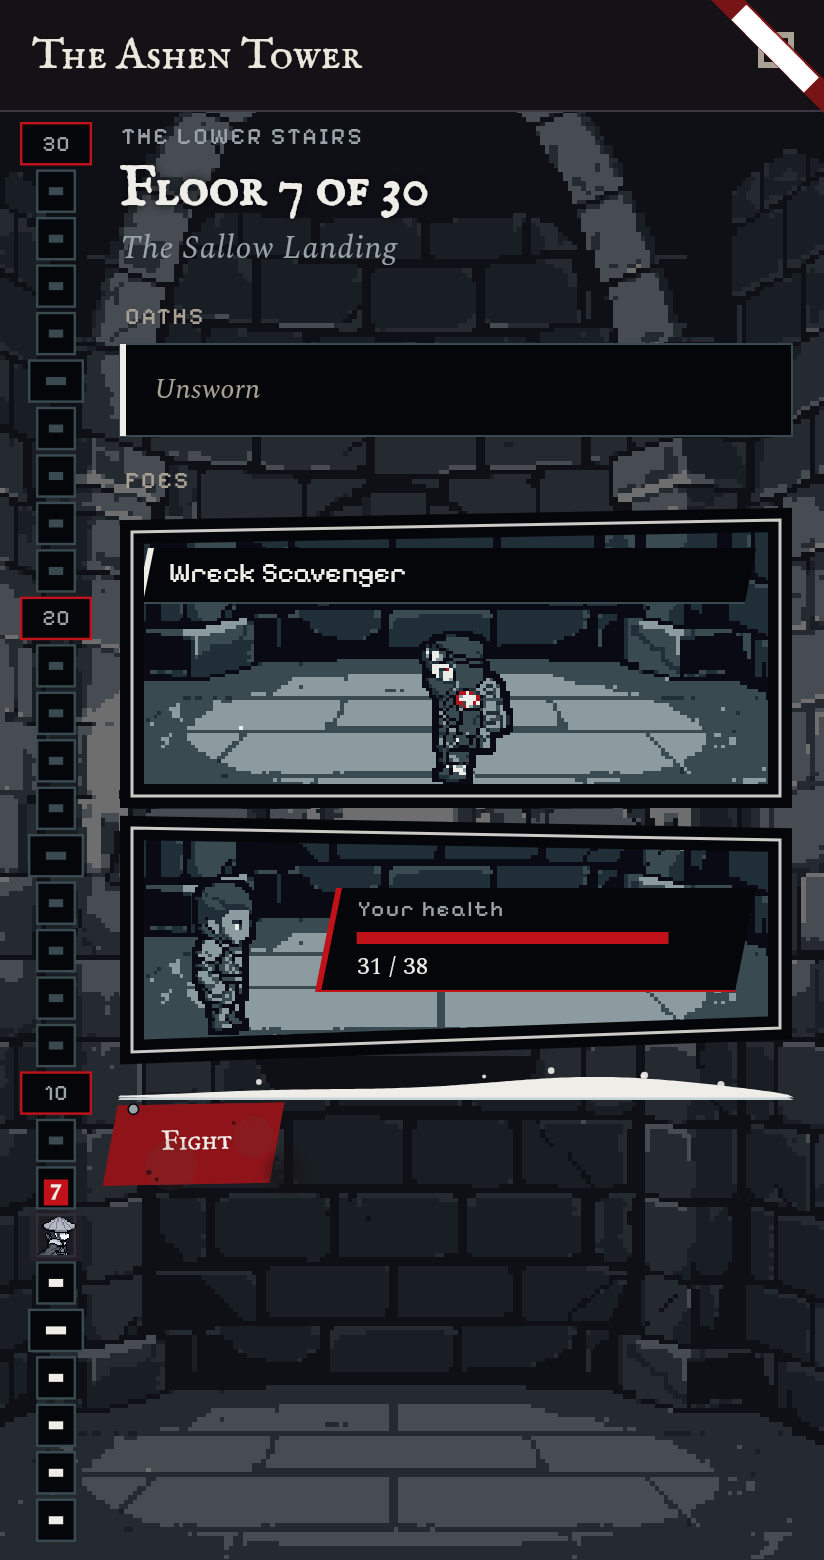 The Ashen Tower
30
THE LOWER STAIRS
Floor 7 of 30
The Sallow Landing
OATHS
Unsworn
FOES
Wreck Scavenger
20
Your health
31 / 38
10
Fight
7